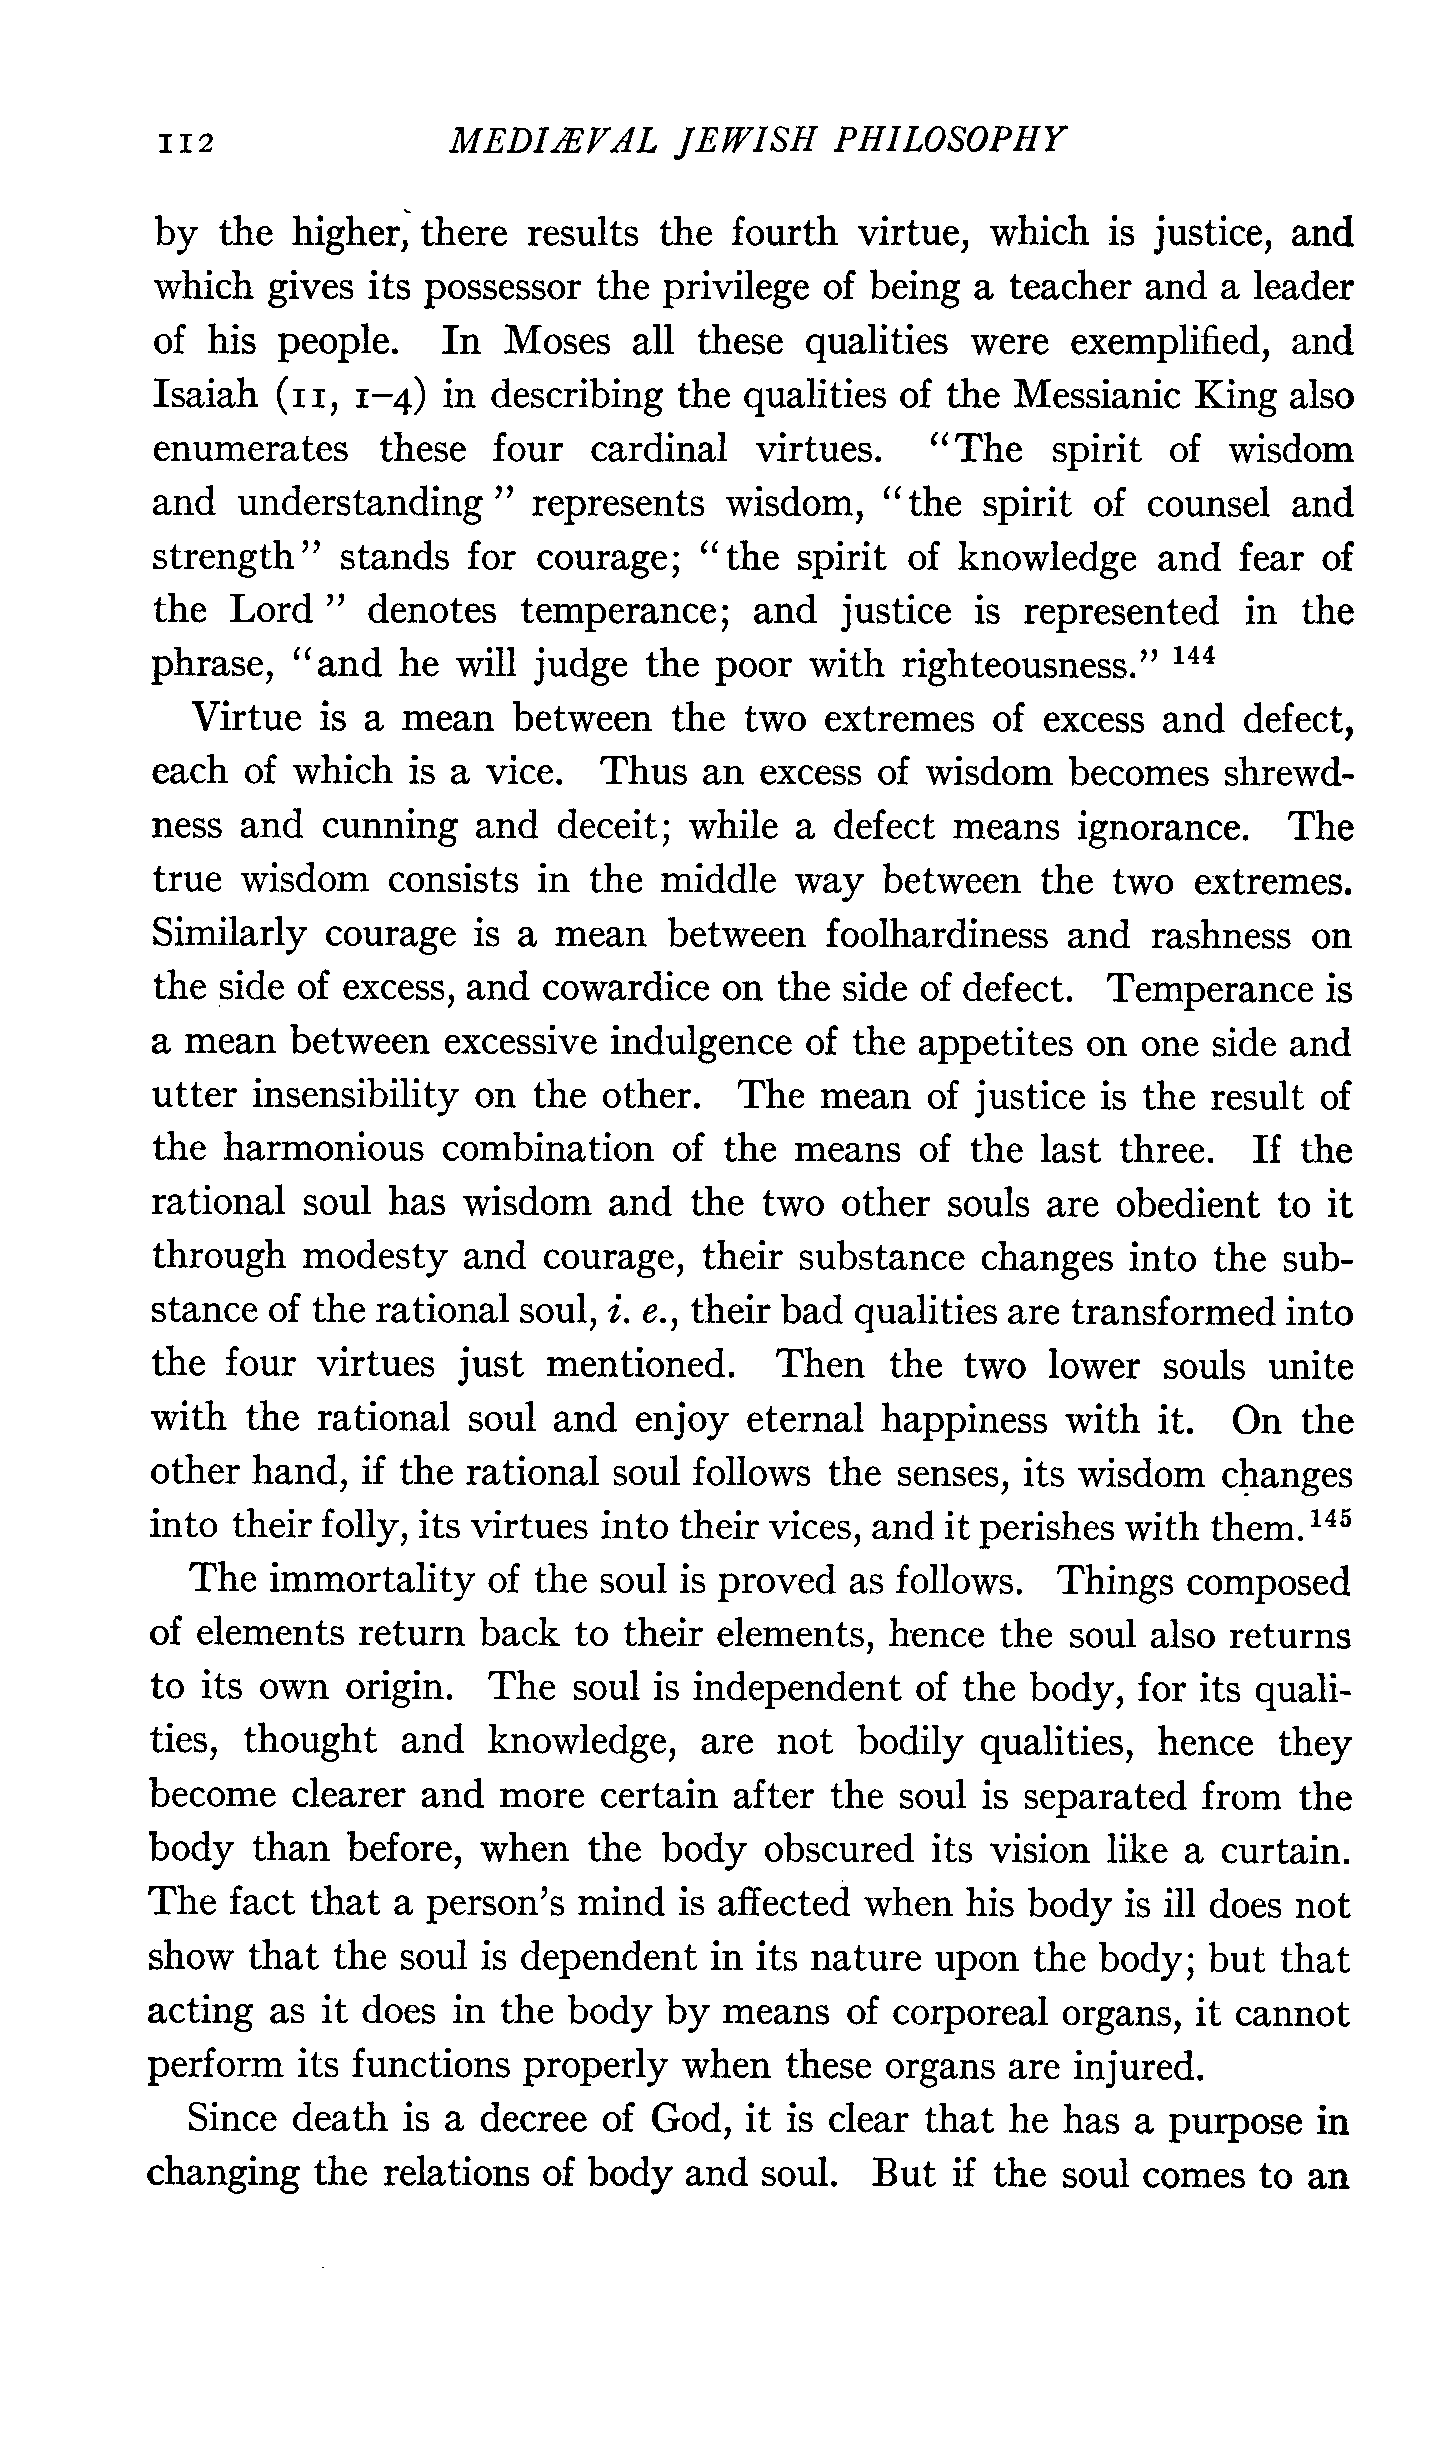 112 MEDIÆVAL JEWISH PHILOSOPHY
by the higher, there results the fourth virtue, which is justice, and
which gives its possessor the privilege of being a teacher and a leader
of his people. In Moses all these qualities were exemplified, and
Isaiah (11, 1–4) in describing the qualities of the Messianic King also
enumerates these four cardinal virtues. "The spirit of wisdom
and understanding" represents wisdom, "the spirit of counsel and
strength" stands for courage; "the spirit of knowledge and fear of
the Lord" denotes temperance; and justice is represented in the
phrase, "and he will judge the poor with righteousness." 144
Virtue is a mean between the two extremes of excess and defect,
each of which is a vice. Thus an excess of wisdom becomes shrewd-
ness and cunning and deceit; while a defect means ignorance. The
true wisdom consists in the middle way between the two extremes.
Similarly courage is a mean between foolhardiness and rashness on
the side of excess, and cowardice on the side of defect. Temperance is
a mean between excessive indulgence of the appetites on one side and
utter insensibility on the other. The mean of justice is the result of
the harmonious combination of the means of the last three. If the
rational soul has wisdom and the two other souls are obedient to it
through modesty and courage, their substance changes into the sub-
stance of the rational soul, i. e., their bad qualities are transformed into
the four virtues just mentioned. Then the two lower souls unite
with the rational soul and enjoy eternal happiness with it. On the
other hand, if the rational soul follows the senses, its wisdom changes
into their folly, its virtues into their vices, and it perishes with them.145
The immortality of the soul is proved as follows. Things composed
of elements return back to their elements, hence the soul also returns
to its own origin. The soul is independent of the body, for its quali-
ties, thought and knowledge, are not bodily qualities, hence they
become clearer and more certain after the soul is separated from the
body than before, when the body obscured its vision like a curtain.
The fact that a person's mind is affected when his body is ill does not
show that the soul is dependent in its nature upon the body; but that
acting as it does in the body by means of corporeal organs, it cannot
perform its functions properly when these organs are injured.
Since death is a decree of God, it is clear that he has a purpose in
changing the relations of body and soul. But if the soul comes to an